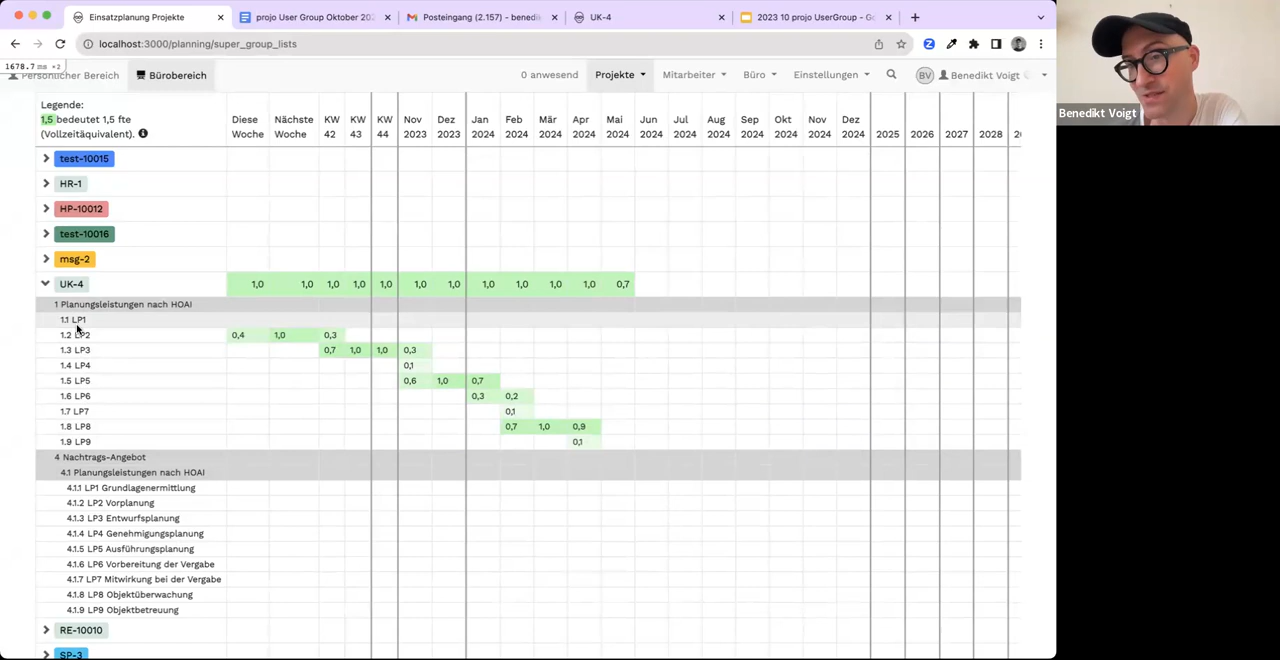 Einsatzplanung Projekte
projo User Group Oktober 202
Posteingang (2.157) - benedik
UK-4
2023 10 projo UserGroup - Go
localhost:3000/planning/super_group_lists
1678.7 ms ×2
Persönlicher Bereich
Bürobereich
0 anwesend
Projekte
Mitarbeiter
Büro
Einstellungen
BV
Benedikt Voigt
Benedikt Voigt
Legende:
1,5 bedeutet 1,5 fte
(Vollzeitäquivalent).
Diese Woche
Nächste Woche
KW 42
KW 43
KW 44
Nov 2023
Dez 2023
Jan 2024
Feb 2024
Mär 2024
Apr 2024
Mai 2024
Jun 2024
Jul 2024
Aug 2024
Sep 2024
Okt 2024
Nov 2024
Dez 2024
2025
2026
2027
2028
test-10015
HR-1
HP-10012
test-10016
msg-2
UK-4 1,0 1,0 1,0 1,0 1,0 1,0 1,0 1,0 1,0 1,0 1,0 0,7
1 Planungsleistungen nach HOAI
1.1 LP1
1.2 LP2 0,4 1,0 0,3
1.3 LP3 0,7 1,0 1,0 0,3
1.4 LP4 0,1
1.5 LP5 0,6 1,0 0,7
1.6 LP6 0,3 0,2
1.7 LP7 0,1
1.8 LP8 0,7 1,0 0,9
1.9 LP9 0,1
4 Nachtrags-Angebot
4.1 Planungsleistungen nach HOAI
4.1.1 LP1 Grundlagenermittlung
4.1.2 LP2 Vorplanung
4.1.3 LP3 Entwurfsplanung
4.1.4 LP4 Genehmigungsplanung
4.1.5 LP5 Ausführungsplanung
4.1.6 LP6 Vorbereitung der Vergabe
4.1.7 LP7 Mitwirkung bei der Vergabe
4.1.8 LP8 Objektüberwachung
4.1.9 LP9 Objektbetreuung
RE-10010
SP-3